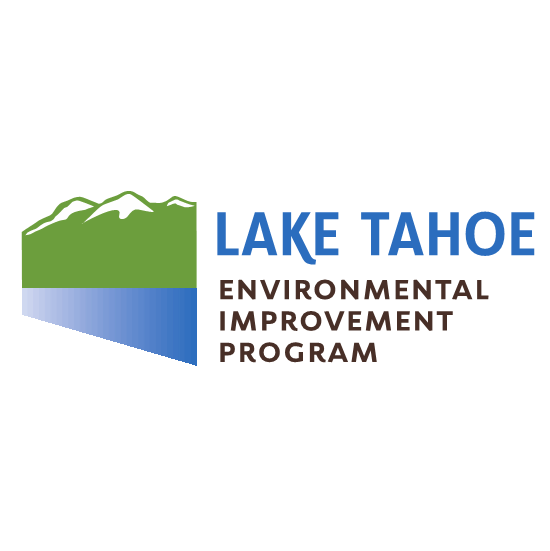 LAKE TAHOE
ENVIRONMENTAL
IMPROVEMENT
PROGRAM